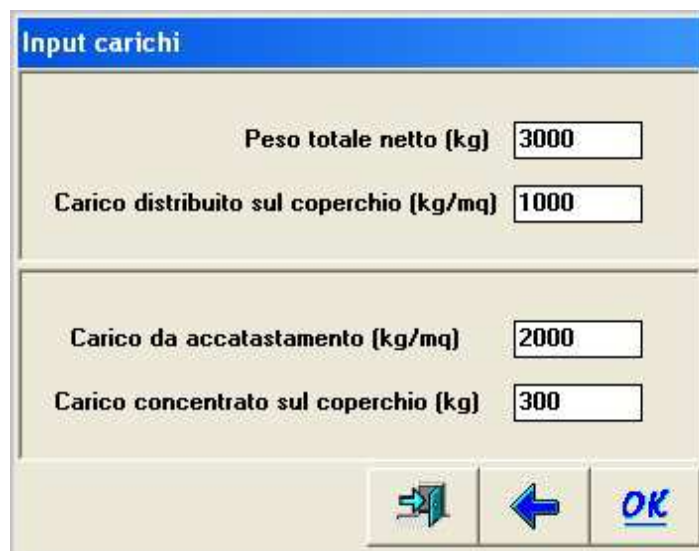 Input carichi
Peso totale netto (kg) 3000
Carico distribuito sul coperchio (kg/mq) 1000
Carico da accatastamento (kg/mq) 2000
Carico concentrato sul coperchio (kg) 300
OK